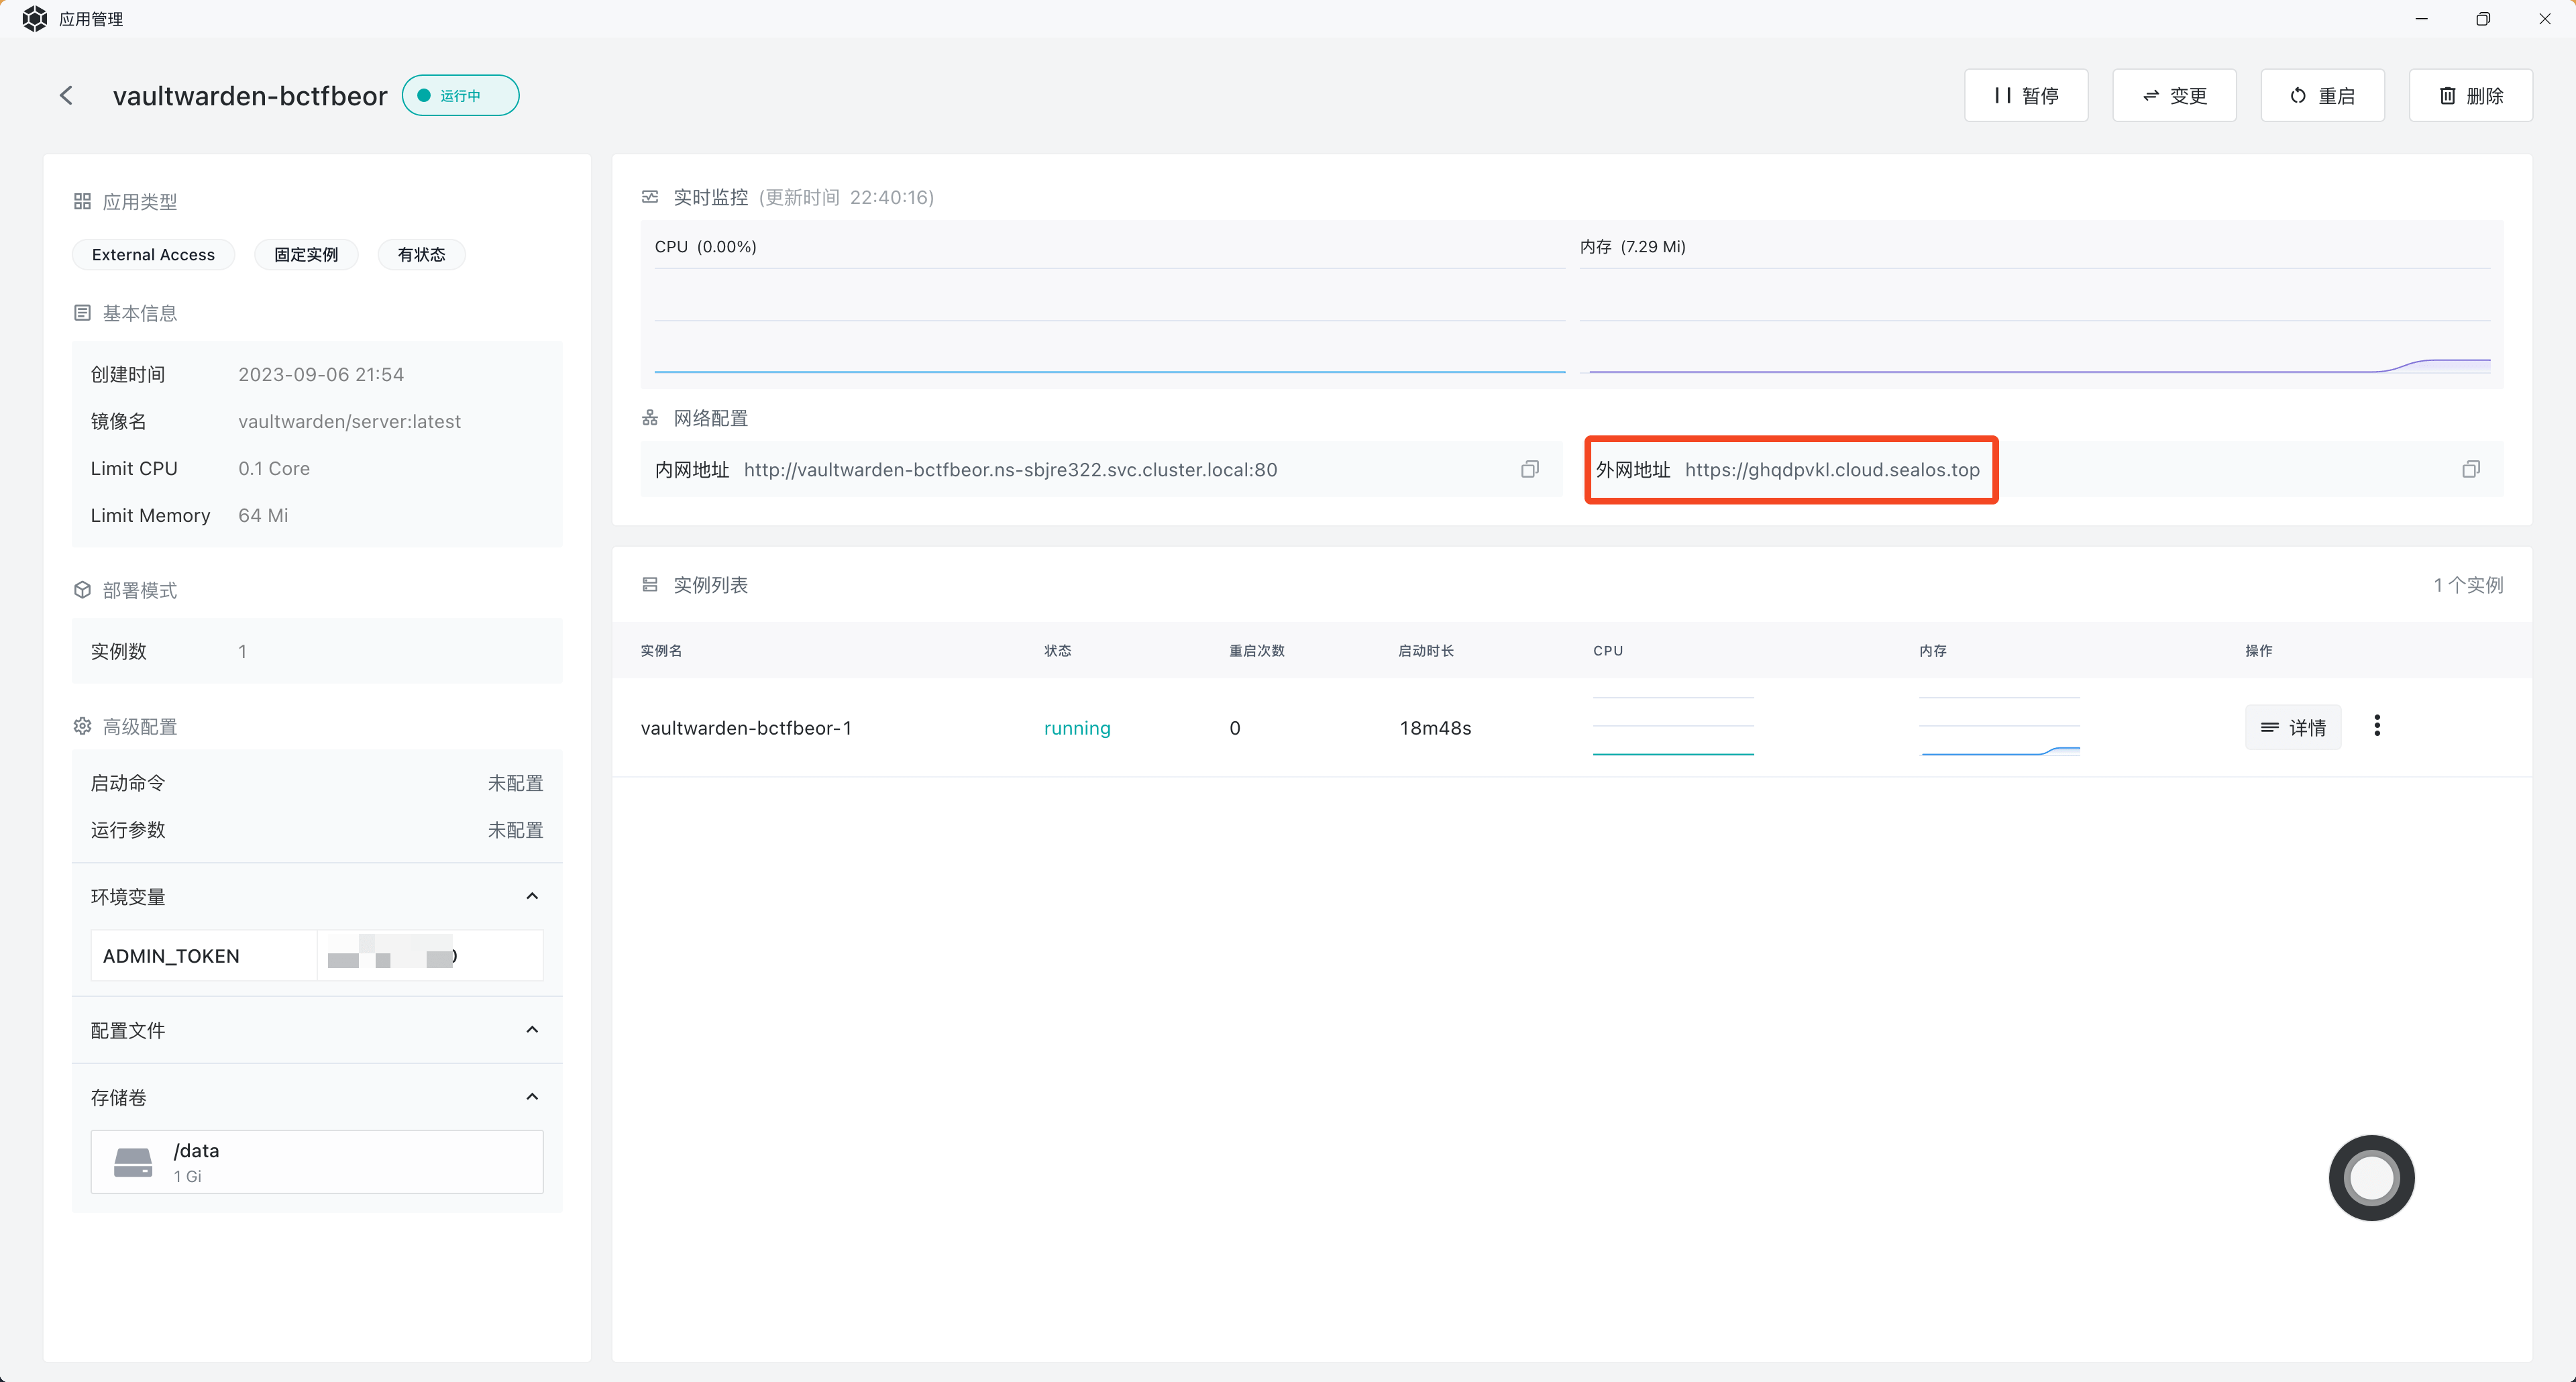 应用管理
vaultwarden-bctfbeor 运行中 暂停 变更 重启 删除
应用类型
External Access 固定实例 有状态
基本信息
创建时间 2023-09-06 21:54
镜像名 vaultwarden/server:latest
Limit CPU 0.1 Core
Limit Memory 64 Mi
部署模式
实例数 1
高级配置
启动命令 未配置
运行参数 未配置
环境变量
ADMIN_TOKEN
配置文件
存储卷
/data
1 Gi
实时监控 (更新时间 22:40:16)
CPU (0.00%) 内存 (7.29 Mi)
网络配置
内网地址 http://vaultwarden-bctfbeor.ns-sbjre322.svc.cluster.local:80 外网地址 https://ghqdpvkl.cloud.sealos.top
实例列表 1 个实例
实例名 状态 重启次数 启动时长 CPU 内存 操作
vaultwarden-bctfbeor-1 running 0 18m48s 详情